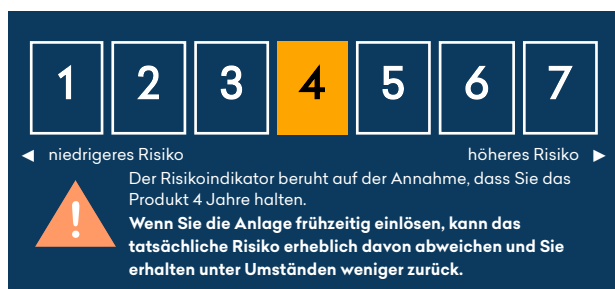 1 2 3 4 5 6 7
◄ niedrigeres Risiko höheres Risiko ►
Der Risikoindikator beruht auf der Annahme, dass Sie das
Produkt 4 Jahre halten.
Wenn Sie die Anlage frühzeitig einlösen, kann das
tatsächliche Risiko erheblich davon abweichen und Sie
erhalten unter Umständen weniger zurück.